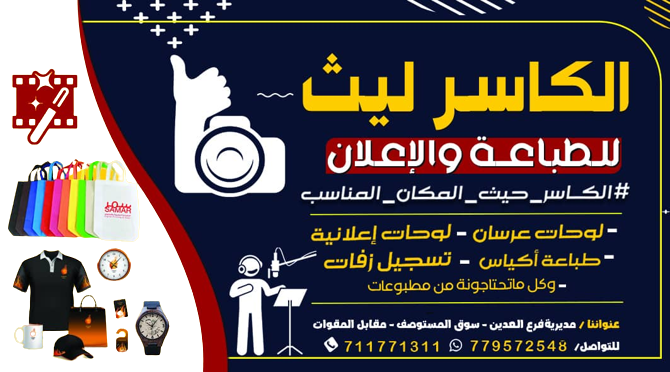 الكاسر ليث
للطباعة والإعلان
#الكاسر_حيث_المكان_المناسب
- لوحات عرسان - لوحات إعلانية
- طباعة أكياس - تسجيل زفات
- وكل ماتحتاجونة من مطبوعات
عنواننا / مديرية فرع العدين - سوق المستوصف - مقابل المقوات
للتواصل/ 779572548 711771311
SAMAH